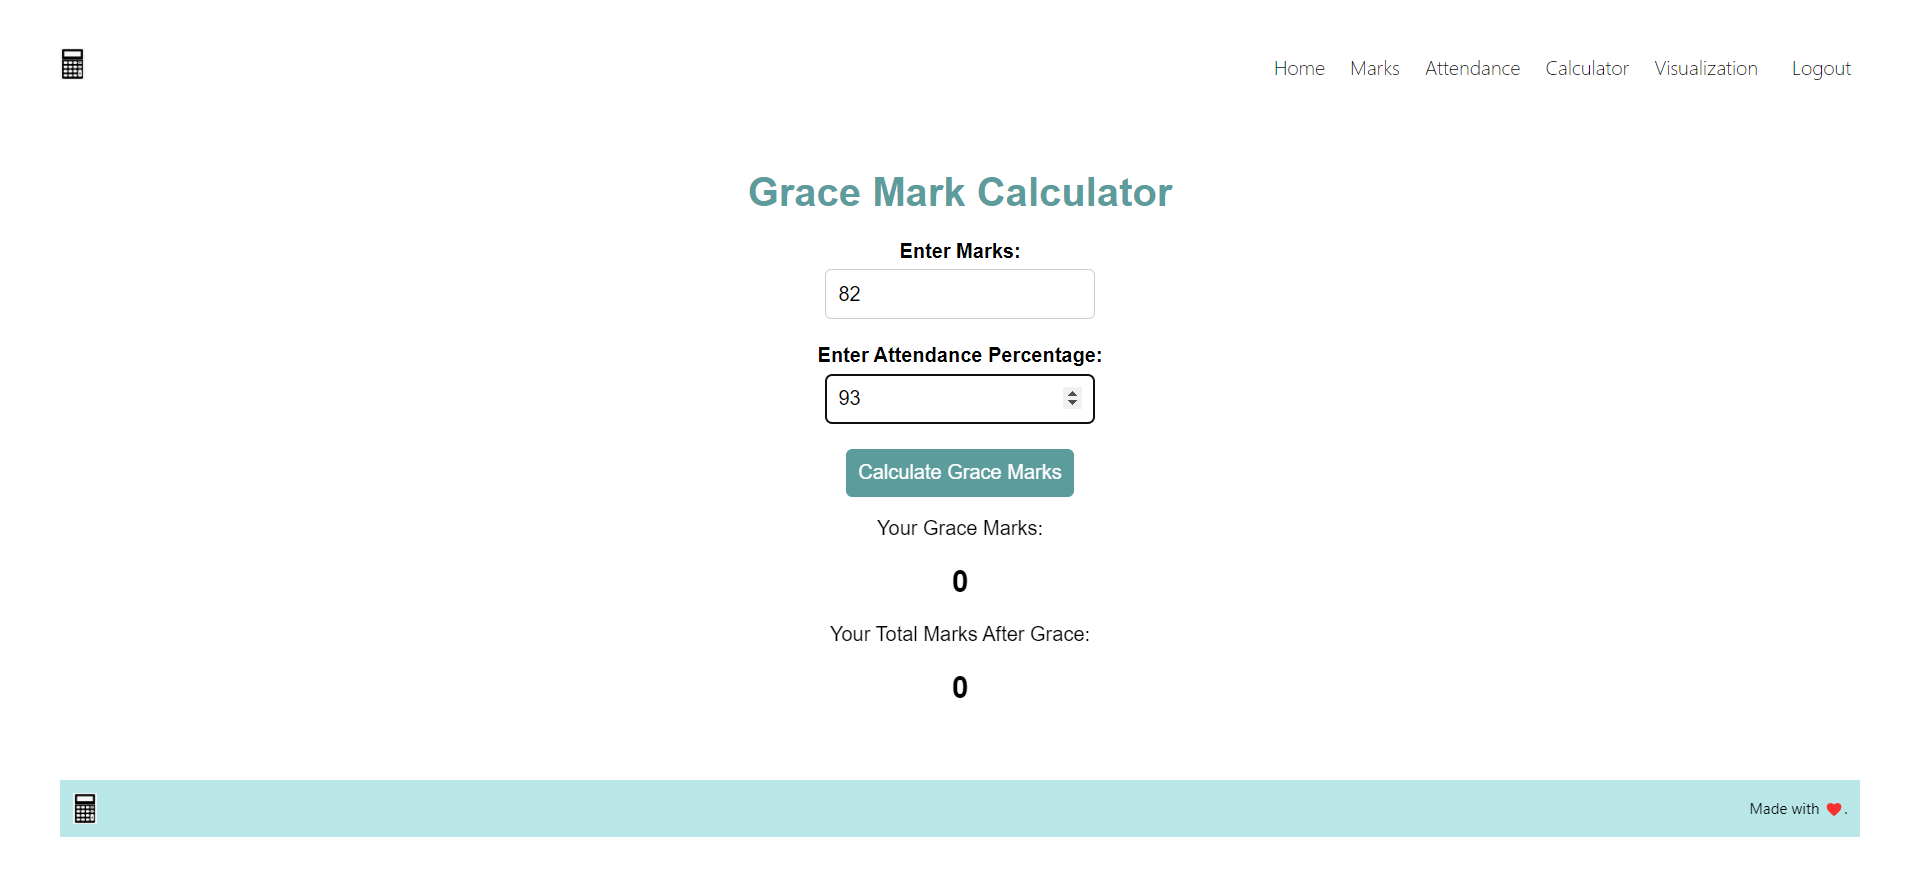 Home Marks Attendance Calculator Visualization Logout
Grace Mark Calculator
Enter Marks:
82
Enter Attendance Percentage:
93
Calculate Grace Marks
Your Grace Marks:
0
Your Total Marks After Grace:
0
Made with ❤️.